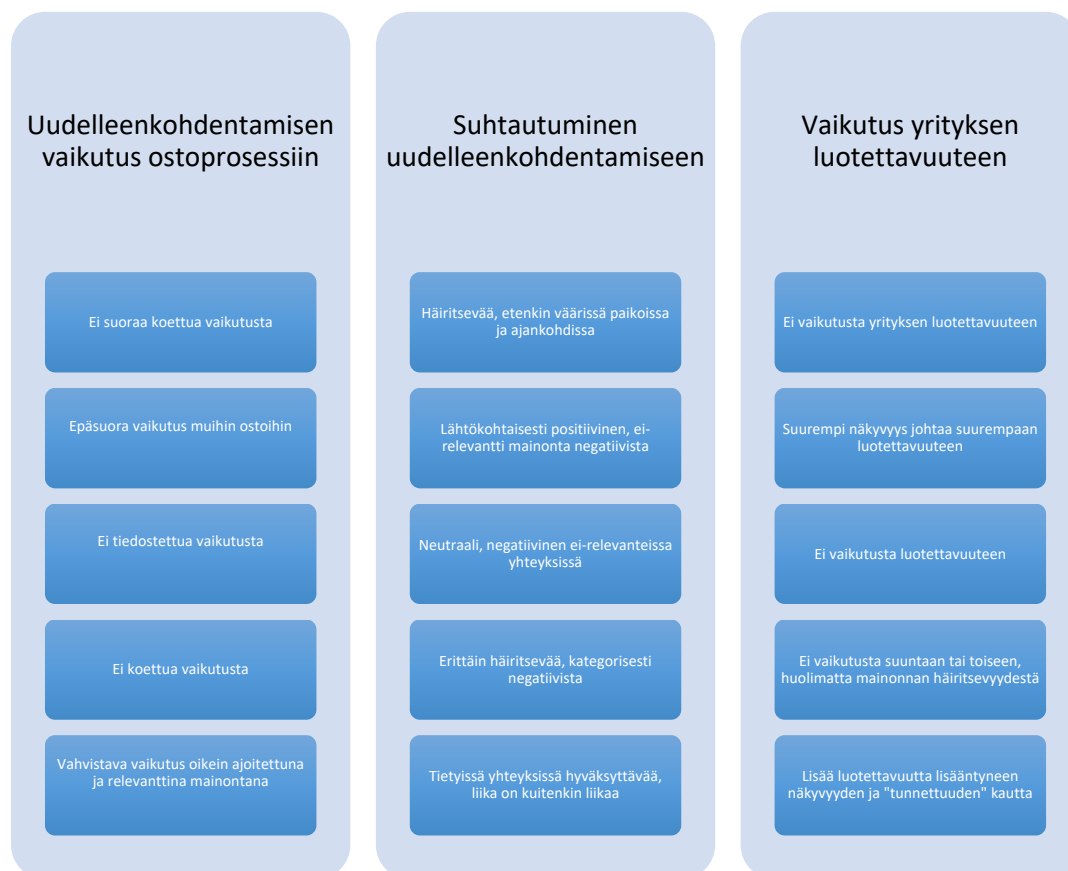 Uudelleenkohdentamisen
vaikutus ostoprosessiin
Ei suoraa koettua vaikutusta
Epäsuora vaikutus muihin ostoihin
Ei tiedostettua vaikutusta
Ei koettua vaikutusta
Vahvistava vaikutus oikein ajoitettuna
ja relevanttina mainontana
Suhtautuminen
uudelleenkohdentamiseen
Häiritsevää, etenkin väärissä paikoissa
ja ajankohdissa
Lähtökohtaisesti positiivinen, ei-
relevantti mainonta negatiivista
Neutraali, negatiivinen ei-relevanteissa
yhteyksissä
Erittäin häiritsevää, kategorisesti
negatiivista
Tietyissä yhteyksissä hyväksyttävää,
liika on kuitenkin liikaa
Vaikutus yrityksen
luotettavuuteen
Ei vaikutusta yrityksen luotettavuuteen
Suurempi näkyvyys johtaa suurempaan
luotettavuuteen
Ei vaikutusta luotettavuuteen
Ei vaikutusta suuntaan tai toiseen,
huolimatta mainonnan häiritsevyydestä
Lisää luotettavuutta lisääntyneen
näkyvyyden ja "tunnettuuden" kautta